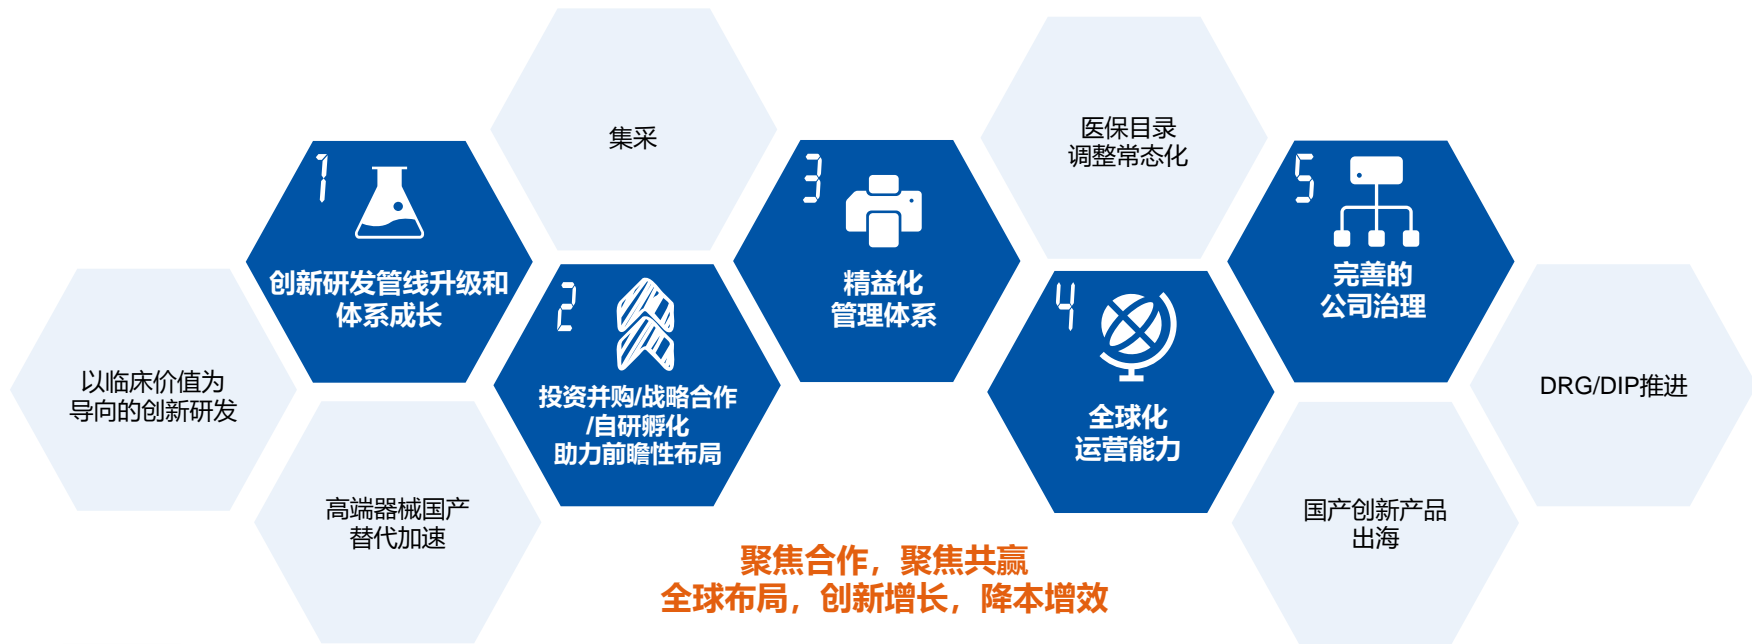 集采
医保目录
调整常态化
1
创新研发管线升级和
体系成长
2
投资并购/战略合作
/自研孵化
助力前瞻性布局
3
精益化
管理体系
4
全球化
运营能力
5
完善的
公司治理
以临床价值为
导向的创新研发
DRG/DIP推进
高端器械国产
替代加速
国产创新产品
出海
聚焦合作，聚焦共赢
全球布局，创新增长，降本增效